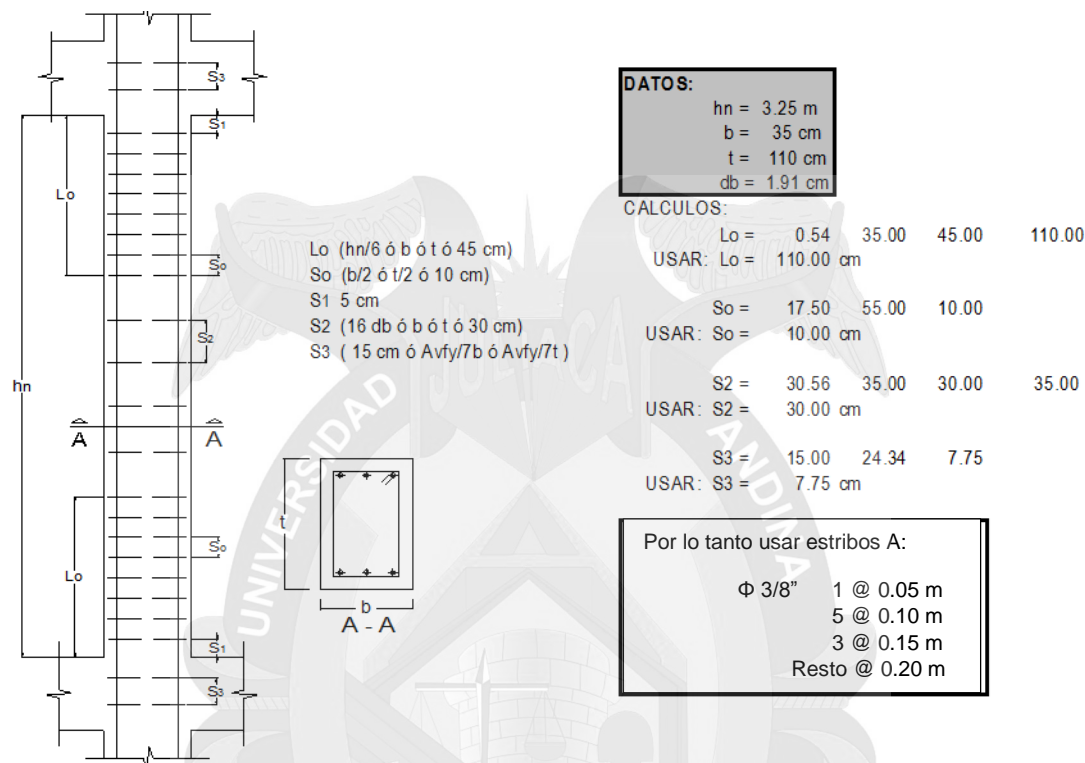 S3
S1
Lo
So
S2
hn
A A
So
Lo
S1
S3
Lo (hn/6 ó b ó t ó 45 cm)
So (b/2 ó t/2 ó 10 cm)
S1 5 cm
S2 (16 db ó b ó t ó 30 cm)
S3 ( 15 cm ó Avfy/7b ó Avfy/7t )
t
b
A - A
DATOS:
hn = 3.25 m
b = 35 cm
t = 110 cm
db = 1.91 cm
CALCULOS:
Lo = 0.54 35.00 45.00 110.00
USAR: Lo = 110.00 cm
So = 17.50 55.00 10.00
USAR: So = 10.00 cm
S2 = 30.56 35.00 30.00 35.00
USAR: S2 = 30.00 cm
S3 = 15.00 24.34 7.75
USAR: S3 = 7.75 cm
Por lo tanto usar estribos A:
Φ 3/8” 1 @ 0.05 m
5 @ 0.10 m
3 @ 0.15 m
Resto @ 0.20 m
UNIVERSIDAD
ANDINA
JULIACA